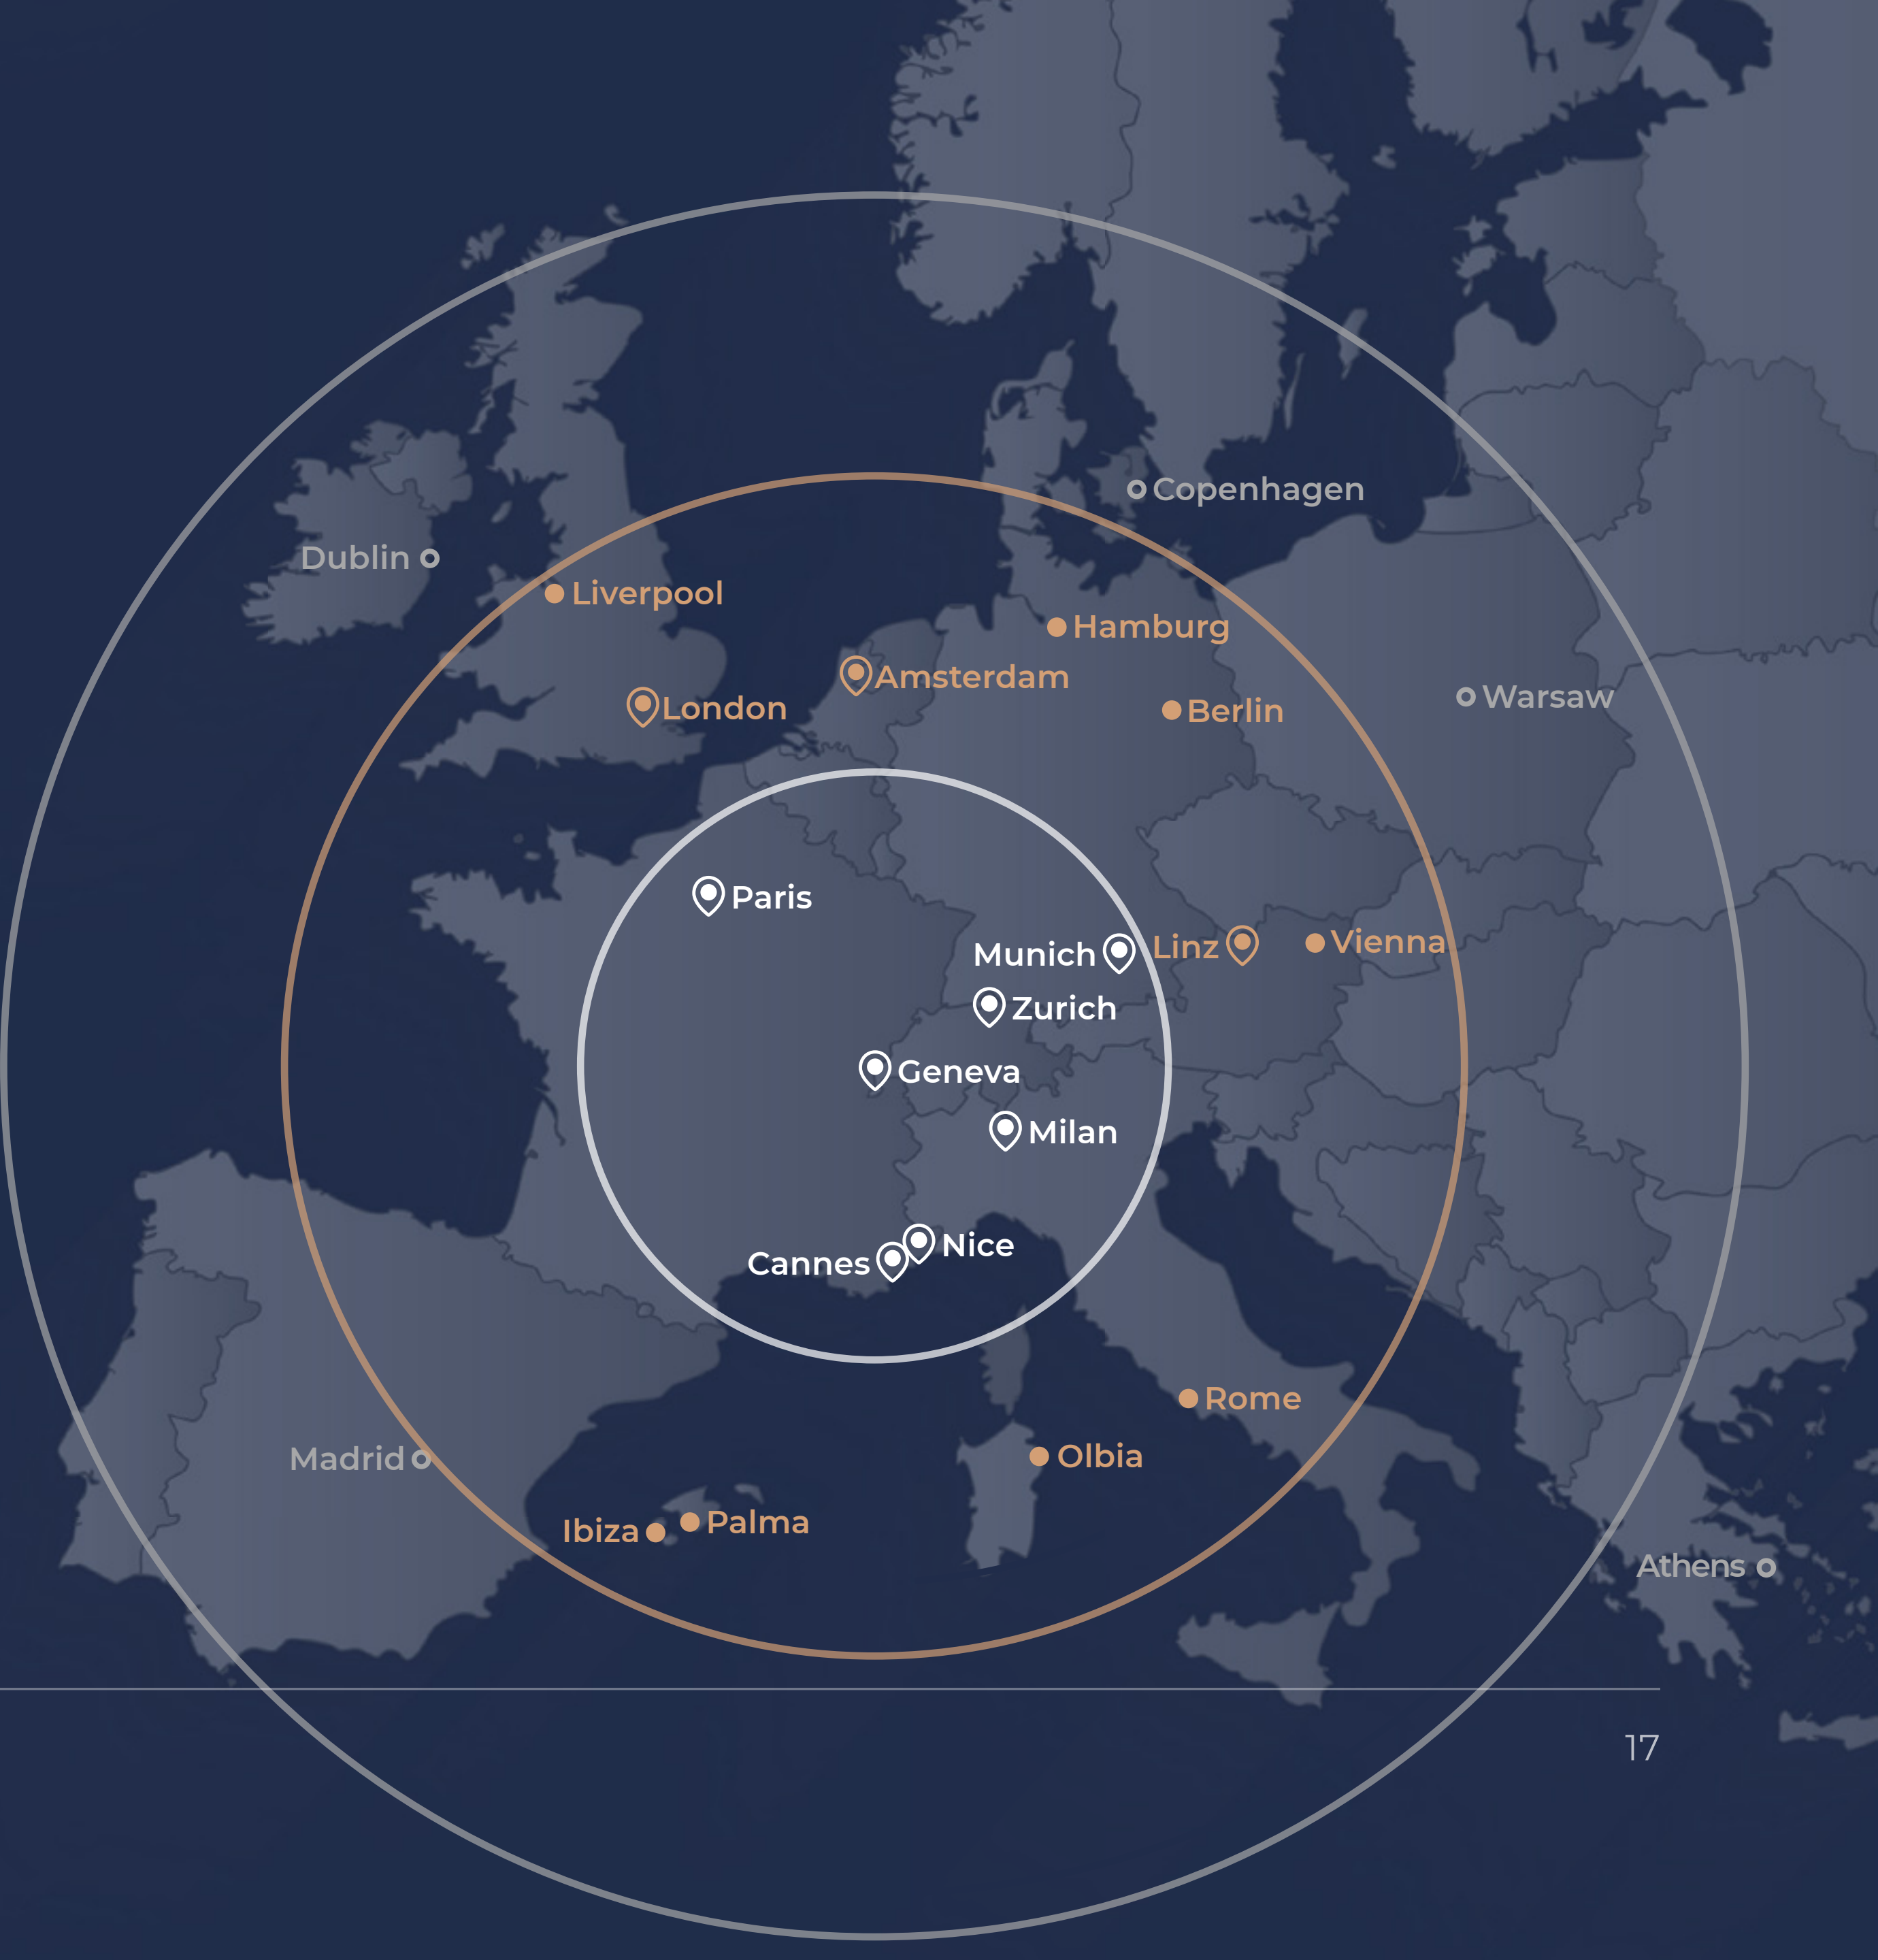 Copenhagen
Dublin
Liverpool
Hamburg
Amsterdam
Warsaw
London
Berlin
Paris
Vienna
Linz
Munich
Zurich
Geneva
Milan
Nice
Cannes
Rome
Olbia
Madrid
Palma
Ibiza
Athens
17